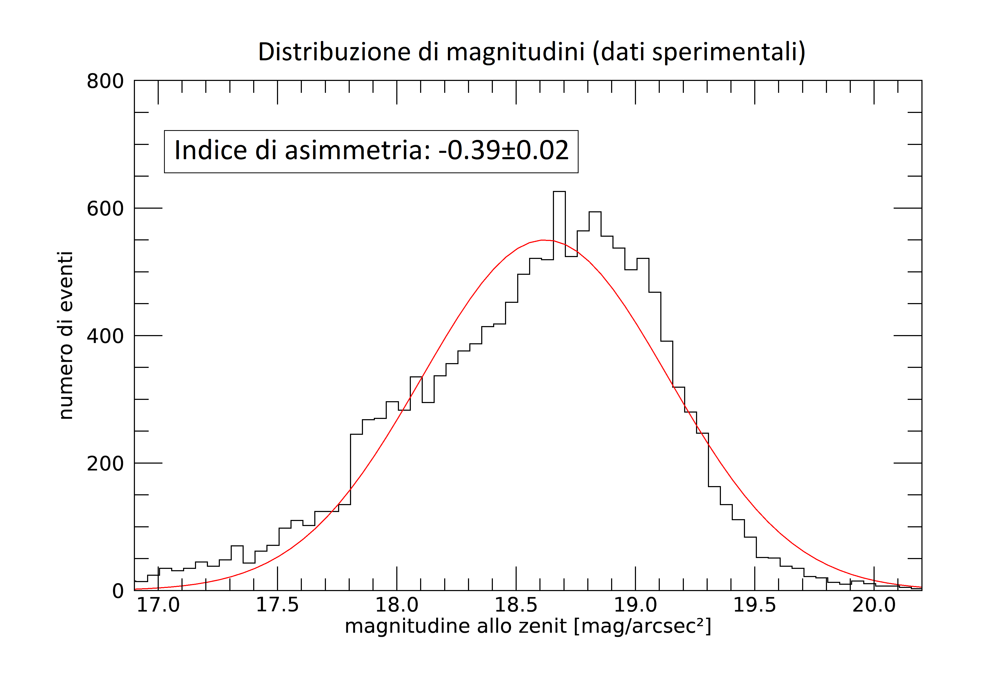 Distribuzione di magnitudini (dati sperimentali)
800
Indice di asimmetria: -0.39±0.02
600
400
200
0
numero di eventi
17.0 17.5 18.0 18.5 19.0 19.5 20.0
magnitudine allo zenit [mag/arcsec²]